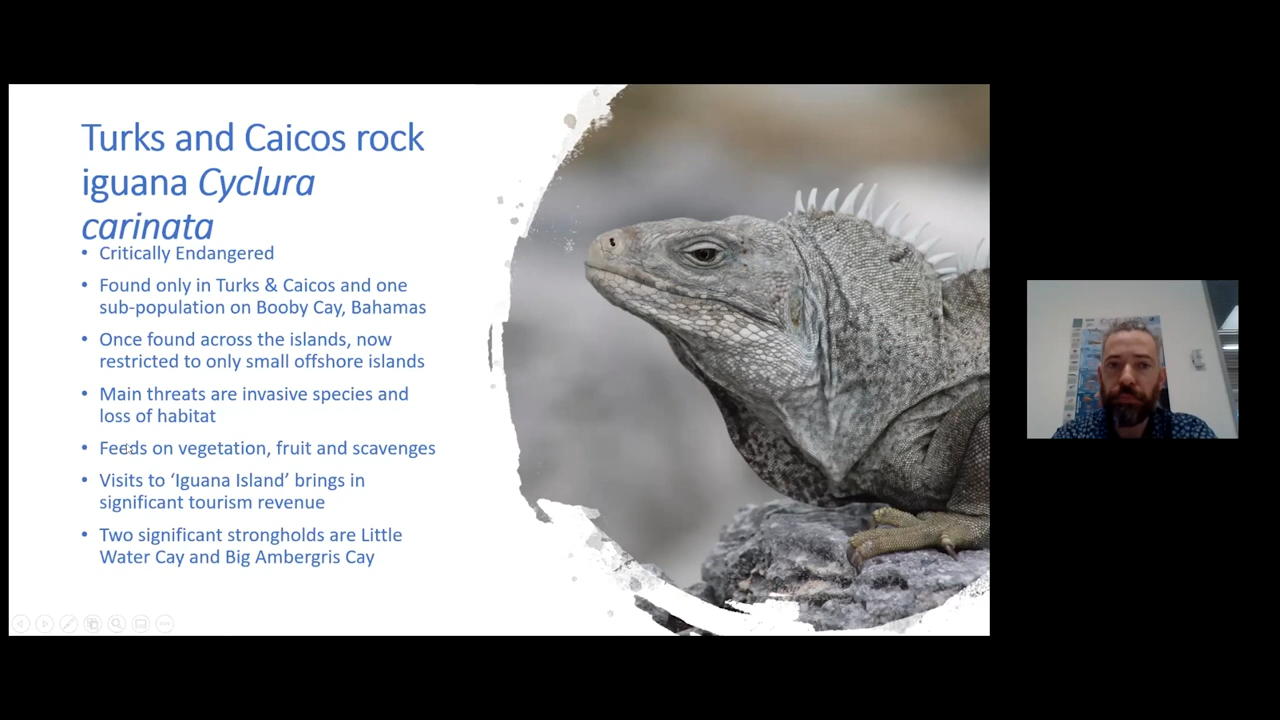 Turks and Caicos rock
iguana Cyclura
carinata
• Critically Endangered
• Found only in Turks & Caicos and one
sub-population on Booby Cay, Bahamas
• Once found across the islands, now
restricted to only small offshore islands
• Main threats are invasive species and
loss of habitat
• Feeds on vegetation, fruit and scavenges
• Visits to ‘Iguana Island’ brings in
significant tourism revenue
• Two significant strongholds are Little
Water Cay and Big Ambergris Cay